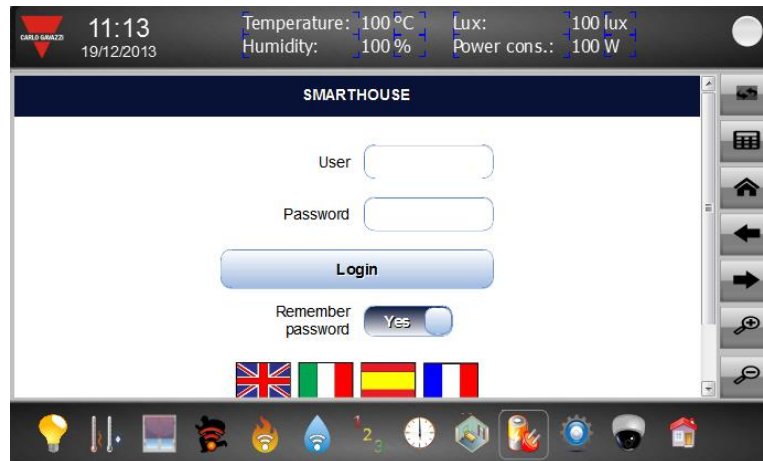 CARLO GAVAZZI
11:13
19/12/2013
Temperature: 100 °C Lux: 100 lux
Humidity: 100 % Power cons.: 100 W
SMARTHOUSE
User
Password
Login
Remember
password
Yes
1
2
3